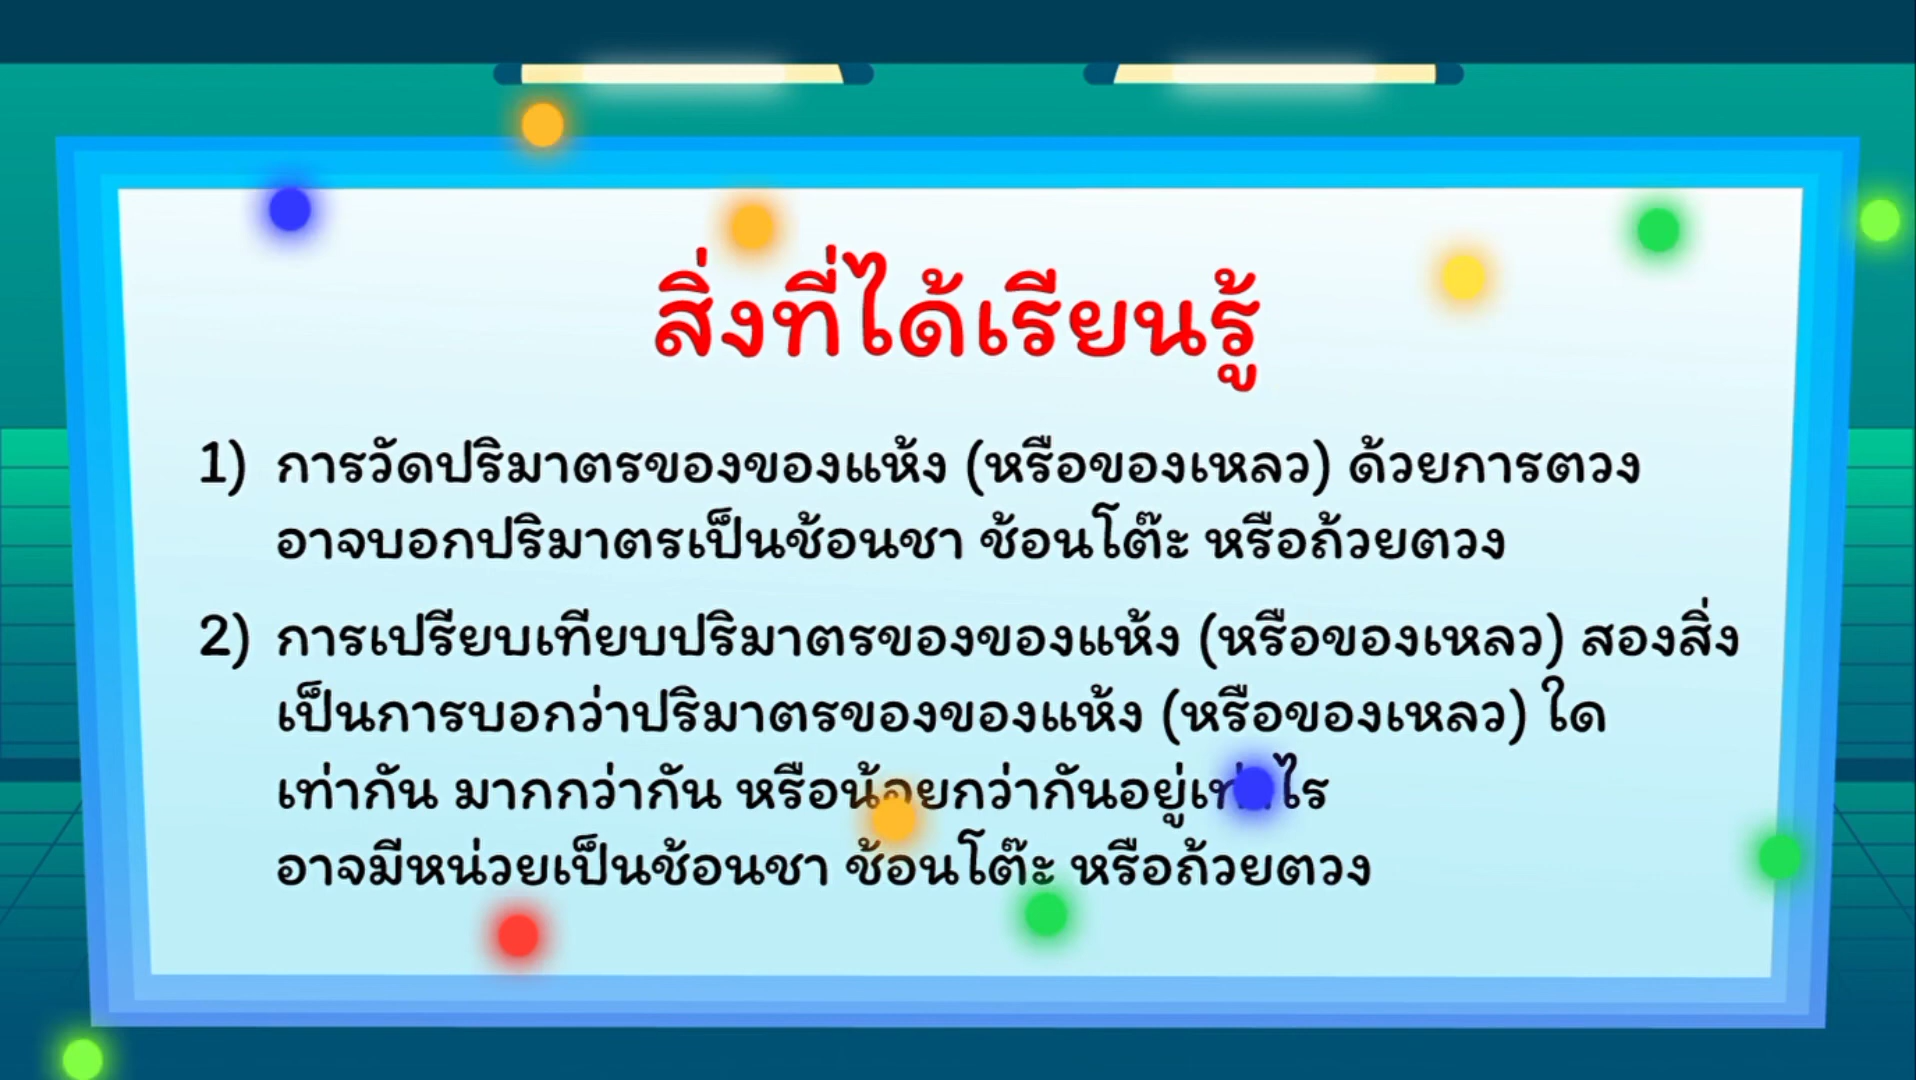 สิ่งที่ได้เรียนรู้
1) การวัดปริมาตรของของแห้ง (หรือของเหลว) ด้วยการตวง
อาจบอกปริมาตรเป็นช้อนชา ช้อนโต๊ะ หรือถ้วยตวง
2) การเปรียบเทียบปริมาตรของของแห้ง (หรือของเหลว) สองสิ่ง
เป็นการบอกว่าปริมาตรของของแห้ง (หรือของเหลว) ใด
เท่ากัน มากกว่ากัน หรือน้อยกว่ากันอยู่เท่าไร
อาจมีหน่วยเป็นช้อนชา ช้อนโต๊ะ หรือถ้วยตวง